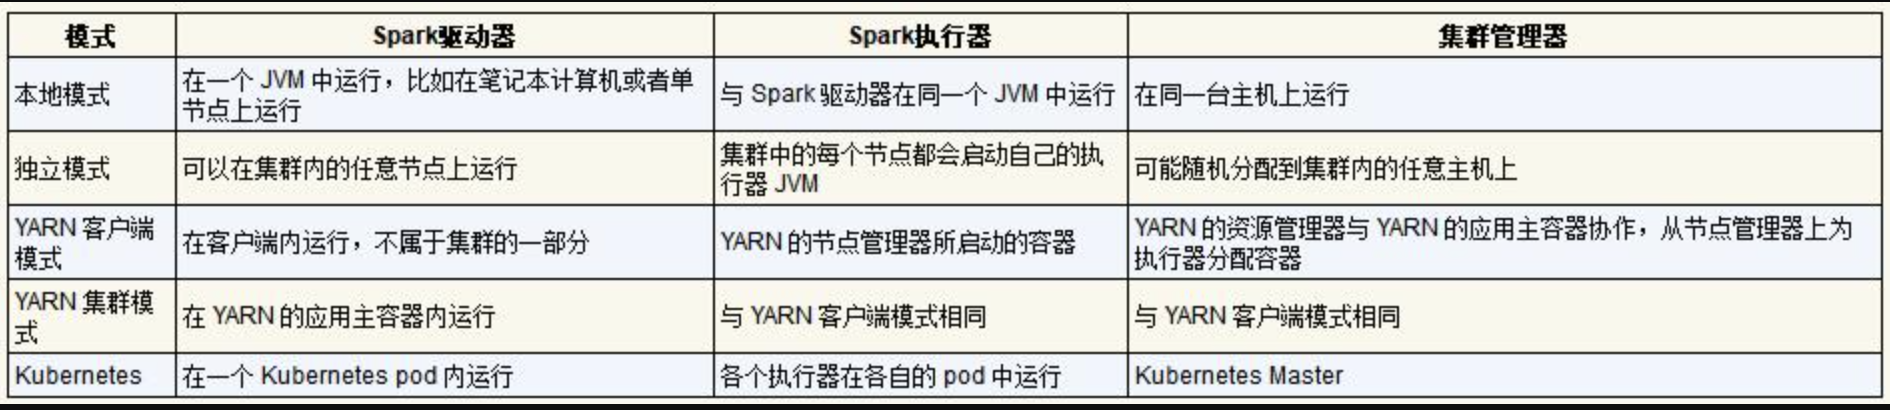 模式
Spark驱动器
Spark执行器
集群管理器
本地模式
在一个 JVM 中运行，比如在笔记本计算机或者单
节点上运行
与 Spark 驱动器在同一个 JVM 中运行
在同一台主机上运行
独立模式
可以在集群内的任意节点上运行
集群中的每个节点都会启动自己的执
行器 JVM
可能随机分配到集群内的任意主机上
YARN 客户端
模式
在客户端内运行，不属于集群的一部分
YARN 的节点管理器所启动的容器
YARN 的资源管理器与 YARN 的应用主容器协作，从节点管理器上为
执行器分配容器
YARN 集群模
式
在 YARN 的应用主容器内运行
与 YARN 客户端模式相同
与 YARN 客户端模式相同
Kubernetes
在一个 Kubernetes pod 内运行
各个执行器在各自的 pod 中运行
Kubernetes Master